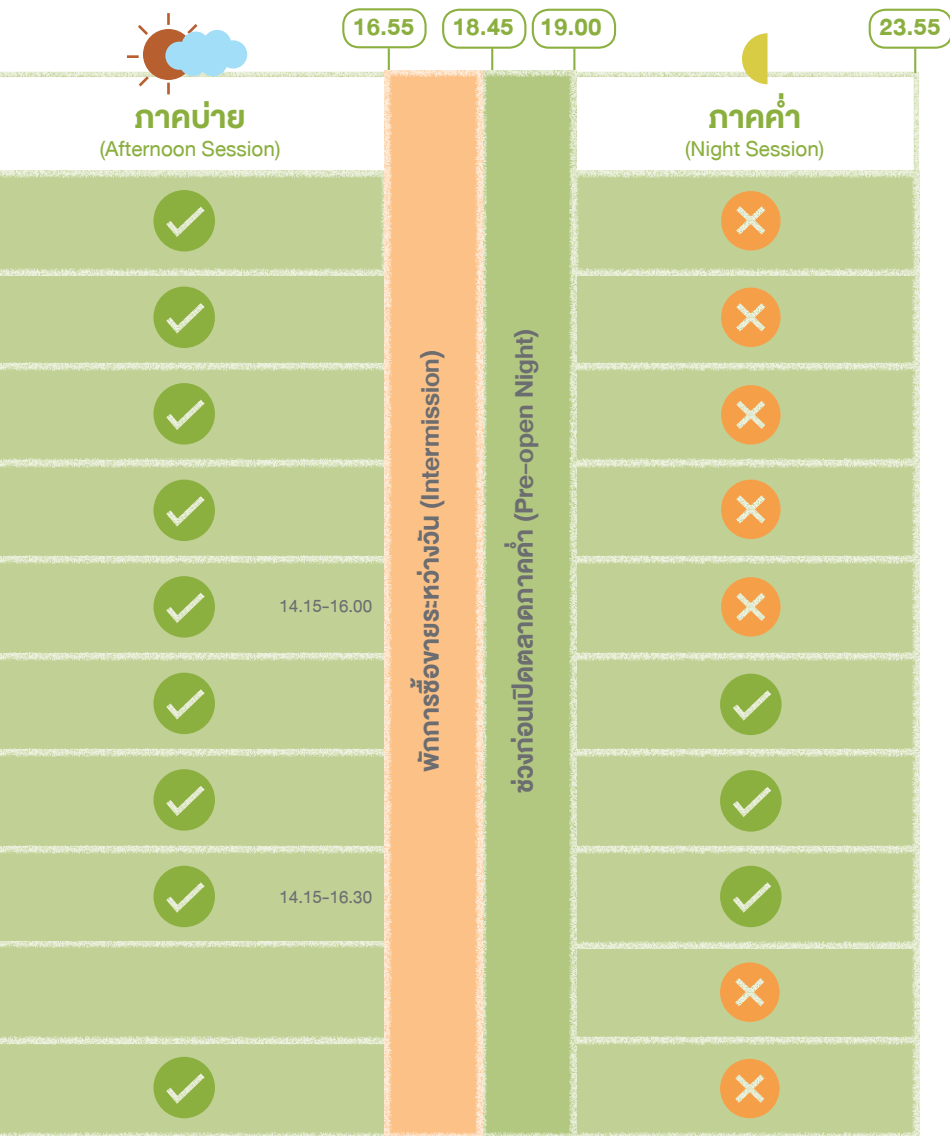 16.55
18.45
19.00
23.55
ภาคบ่าย
(Afternoon Session)
ภาคค่ำ
(Night Session)
พักการซื้อขายระหว่างวัน (Intermission)
ช่วงก่อนเปิดตลาดภาคค่ำ (Pre-open Night)
14.15-16.00
14.15-16.30